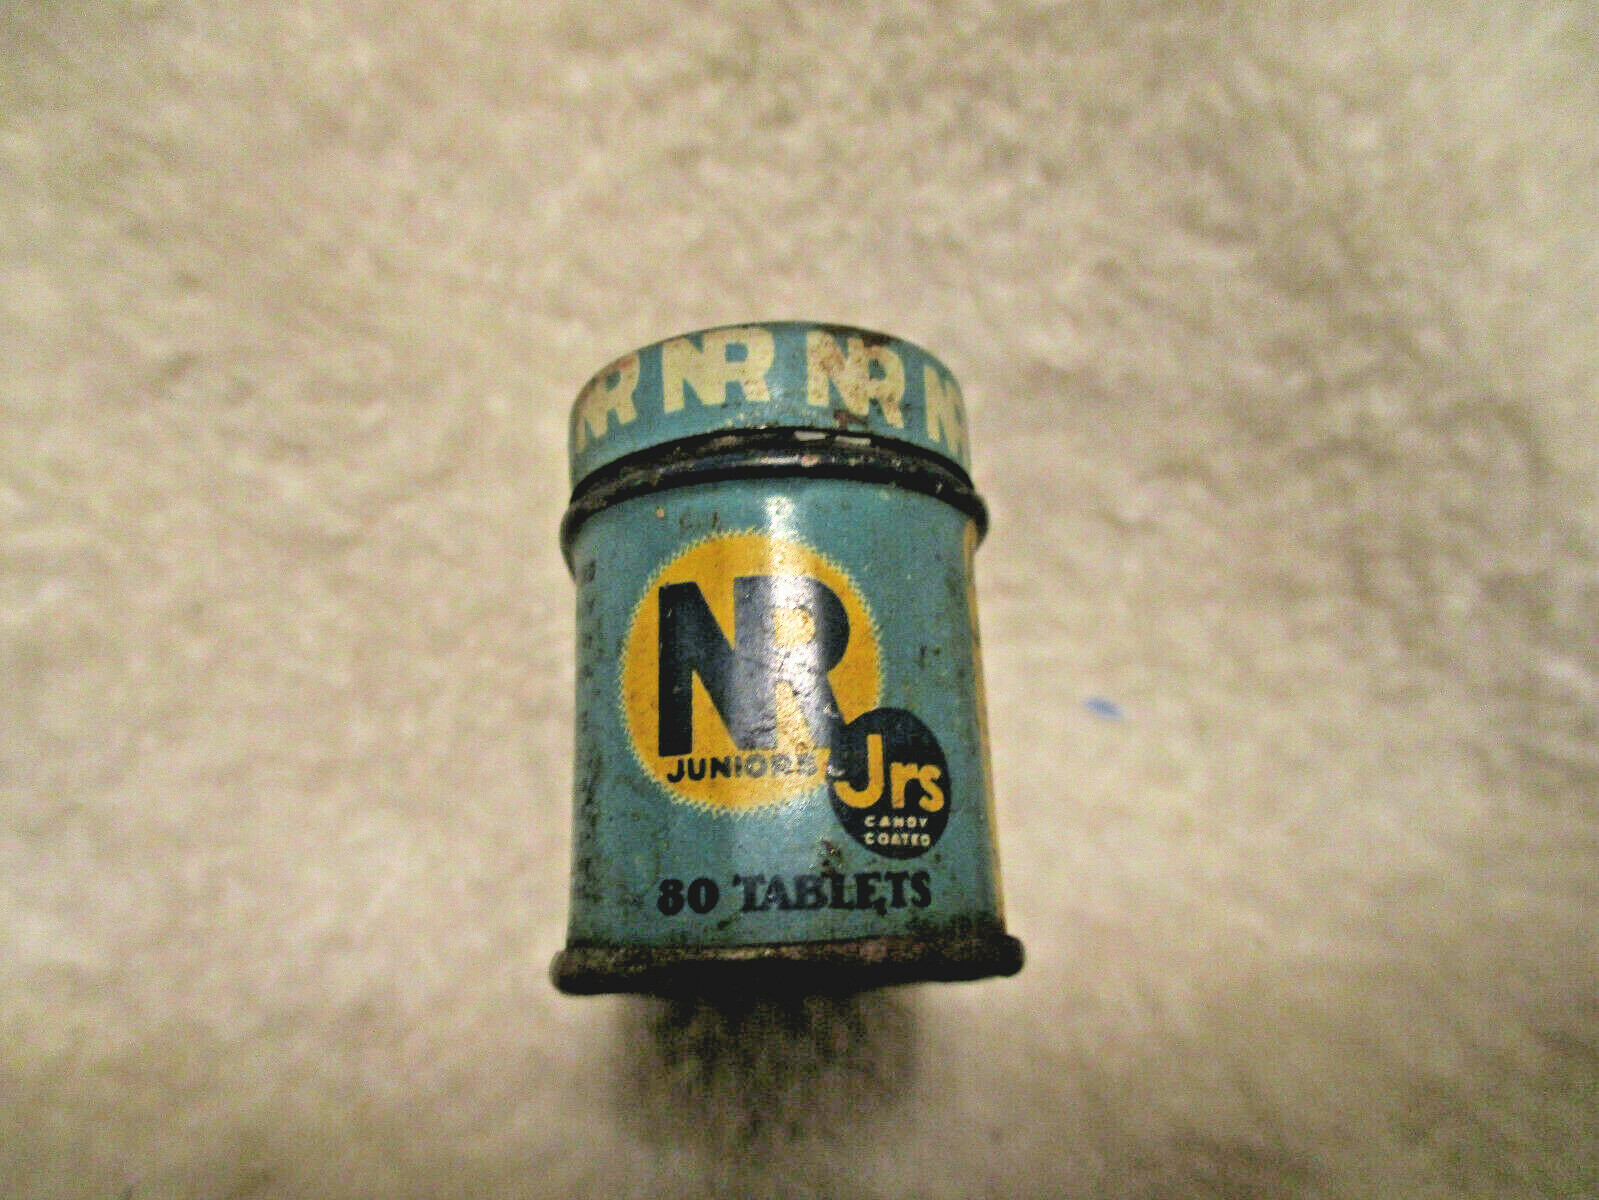 NR NR NR N
NR
JUNIORS
Jrs
CANDY
COATED
80 TABLETS